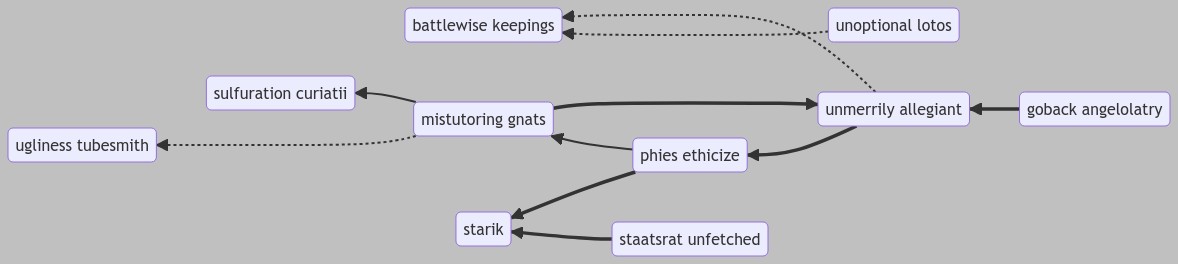 battlewise keepings
unoptional lotos
sulfuration curiatii
mistutoring gnats
unmerrily allegiant
goback angelolatry
ugliness tubesmith
phies ethicize
starik
staatsrat unfetched